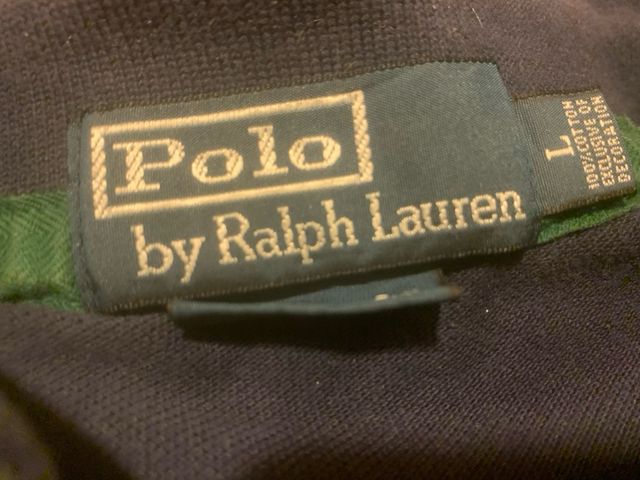 Polo
by Ralph Lauren
L
100% COTTON
EXCLUSIVE OF
DECORATION